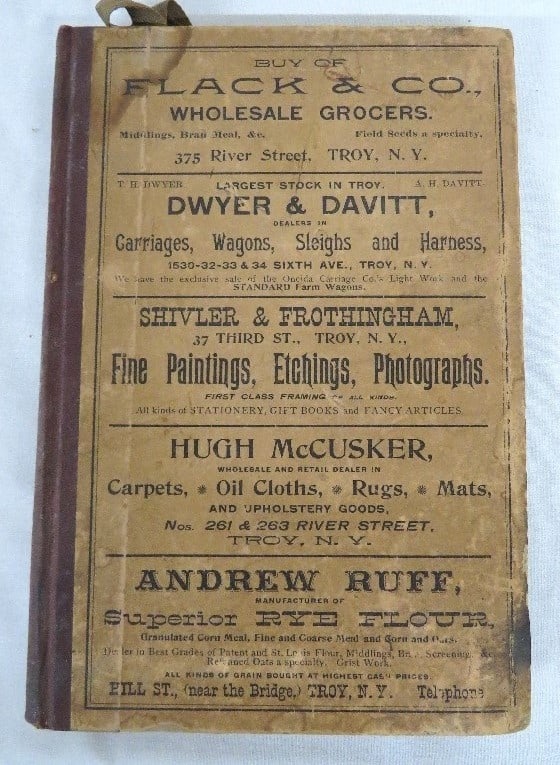 BUY OF
FLACK & CO.,
WHOLESALE GROCERS.
Middlings, Bran Meal, &c. Field Seeds a specialty.
375 River Street, TROY, N. Y.
T. H. DWYER LARGEST STOCK IN TROY. A. H. DAVITT.
DWYER & DAVITT,
DEALERS IN
Carriages, Wagons, Sleighs and Harness,
1530-32-33 & 34 SIXTH AVE., TROY, N. Y.
We have the exclusive sale of the Oneida Carriage Co.'s Light Work and the
STANDARD Farm Wagons.
SHIVLER & FROTHINGHAM,
37 THIRD ST., TROY, N. Y.,
Fine Paintings, Etchings, Photographs.
FIRST CLASS FRAMING OF ALL KINDS.
All kinds of STATIONERY, GIFT BOOKS and FANCY ARTICLES
HUGH McCUSKER,
WHOLESALE AND RETAIL DEALER IN
Carpets, * Oil Cloths, * Rugs, * Mats,
AND UPHOLSTERY GOODS,
Nos. 261 & 263 RIVER STREET,
TROY, N. Y.
ANDREW RUFF,
MANUFACTURER OF
Superior RYE FLOUR,
Granulated Corn Meal, Fine and Coarse Meal and Corn and Oats.
Dealer in Best Grades of Patent and St. Louis Flour, Middlings, Screening, &c
Reground Oats a specialty. Grist Work.
ALL KINDS OF GRAIN BOUGHT AT HIGHEST CASH PRICES.
HILL ST., (near the Bridge,) TROY, N. Y. Telephone